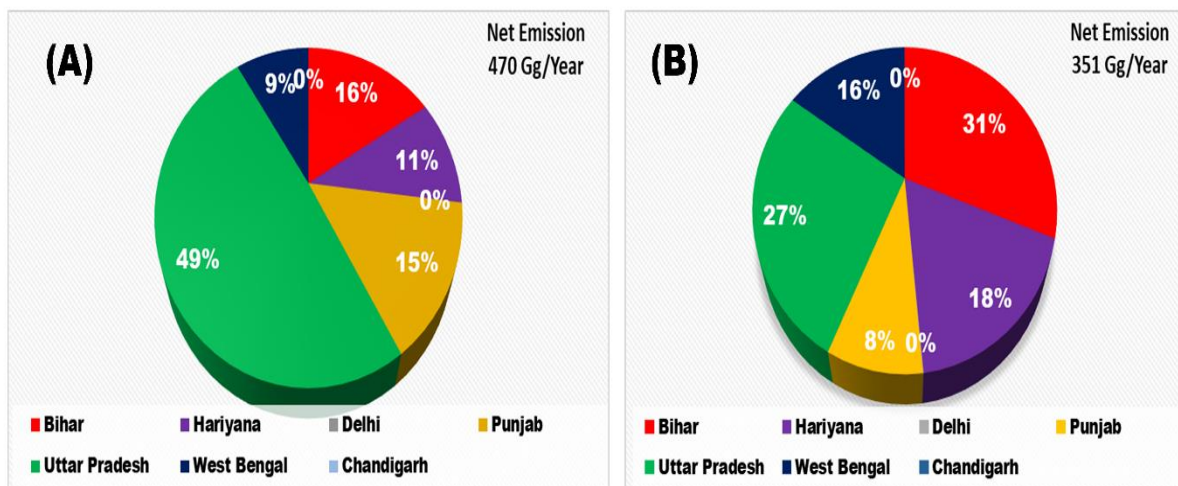 (A)
Net Emission
470 Gg/Year
9%
0%
16%
11%
0%
15%
49%
Bihar Hariyana Delhi Punjab
Uttar Pradesh West Bengal Chandigarh
(B)
Net Emission
351 Gg/Year
16%
0%
31%
27%
18%
8%
0%
Bihar Hariyana Delhi Punjab
Uttar Pradesh West Bengal Chandigarh